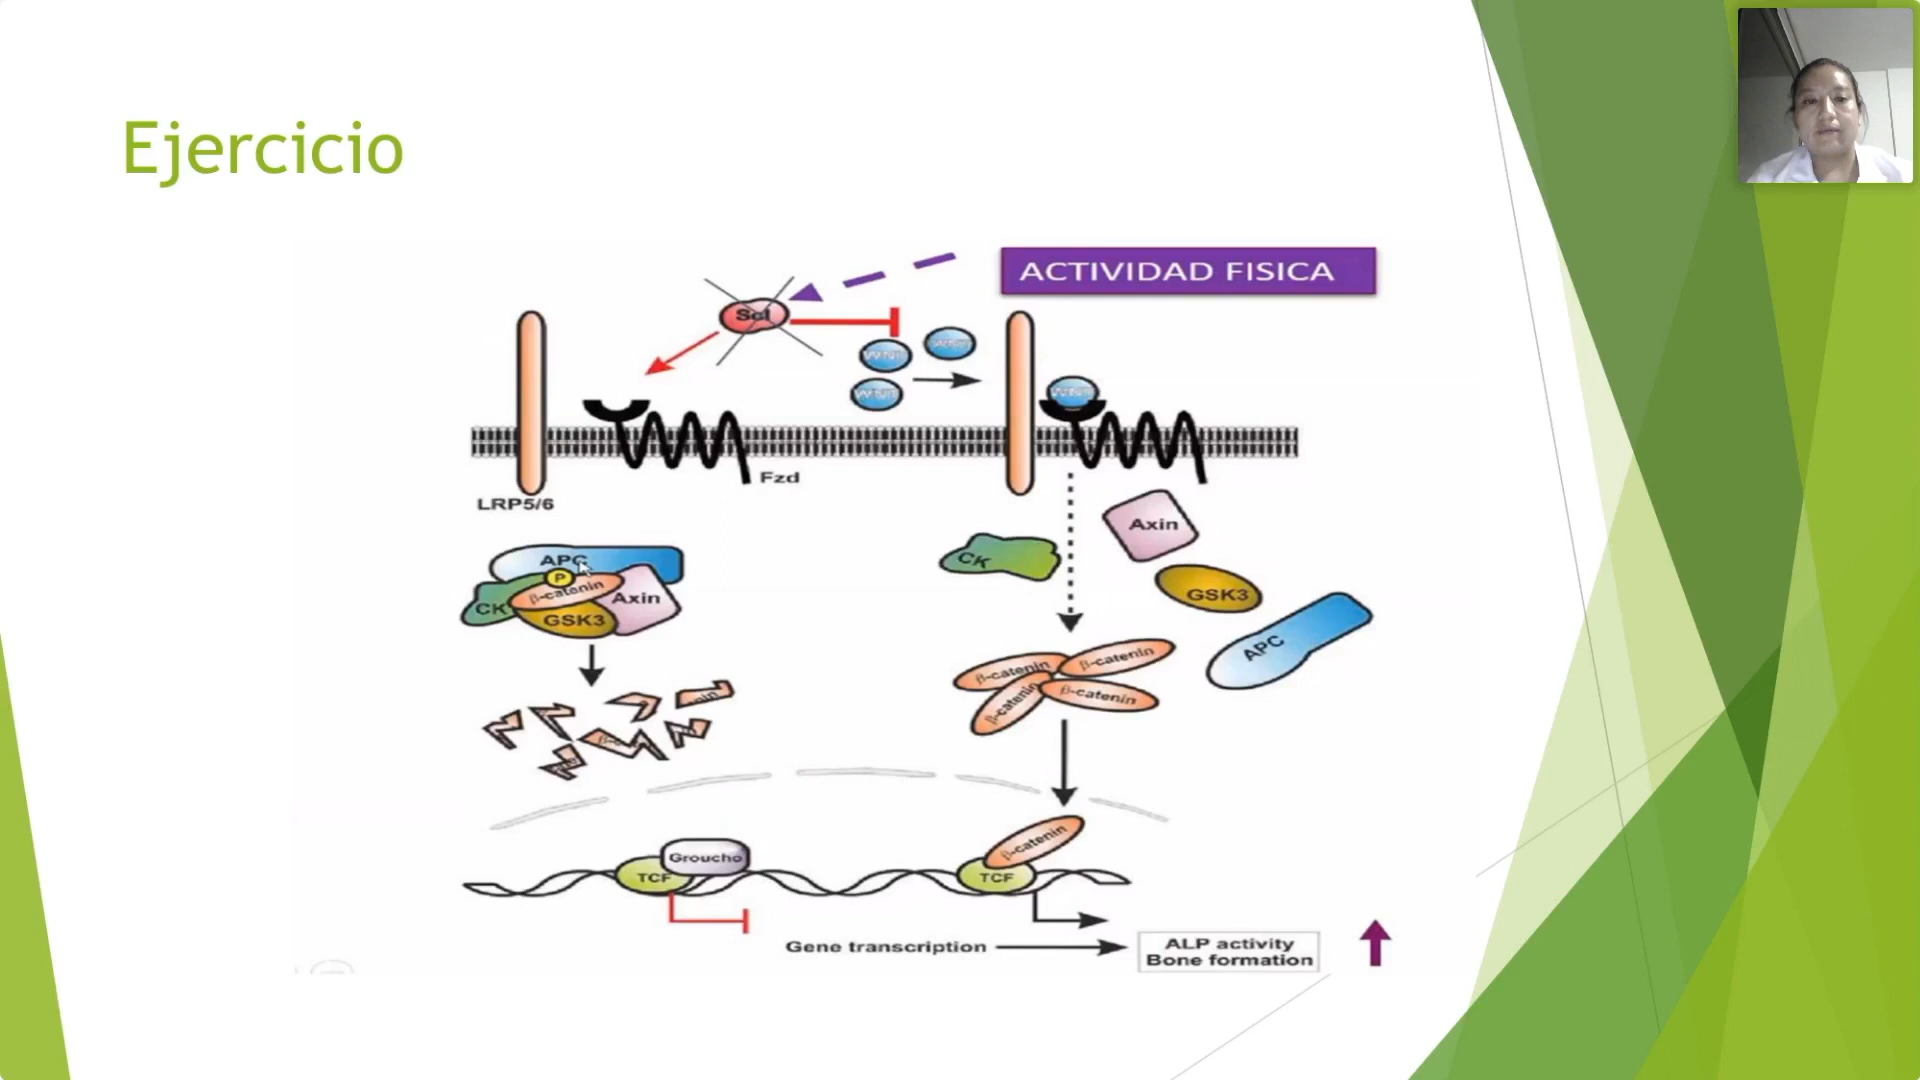 Ejercicio
ACTIVIDAD FISICA
Scl
Fzd
LRP5/6
Axin
CK
APC
P
β-catenin
CK
Axin
GSK3
GSK3
APC
β-catenin
β-catenin
β-catenin
β-catenin
β-catenin
Groucho
TCF
TCF
Gene transcription
ALP activity
Bone formation